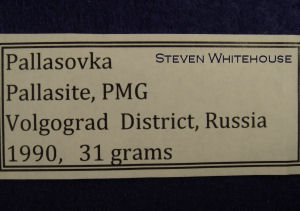 Pallasovka STEVEN WHITEHOUSE
Pallasite, PMG
Volgograd District, Russia
1990, 31 grams